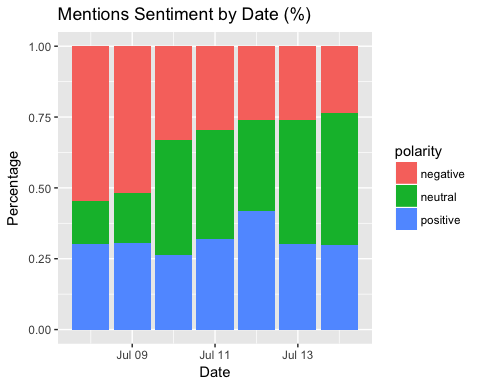 Mentions Sentiment by Date (%)
1.00
0.75
0.50
0.25
0.00
Percentage
Jul 09 Jul 11 Jul 13
Date
polarity
negative
neutral
positive